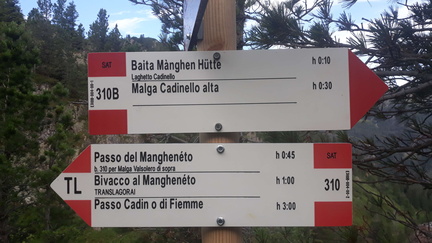 SAT
Baita Mànghen Hütte h 0:10
Laghetto Cadinello
310B
Malga Cadinello alta h 0:30
Passo del Manghenéto h 0:45 SAT
b. 310 per Malga Valsolero di sopra
TL Bivacco al Manghenéto h 1:00 310
TRANSLAGORAI
Passo Cadin o di Fiemme h 3:00